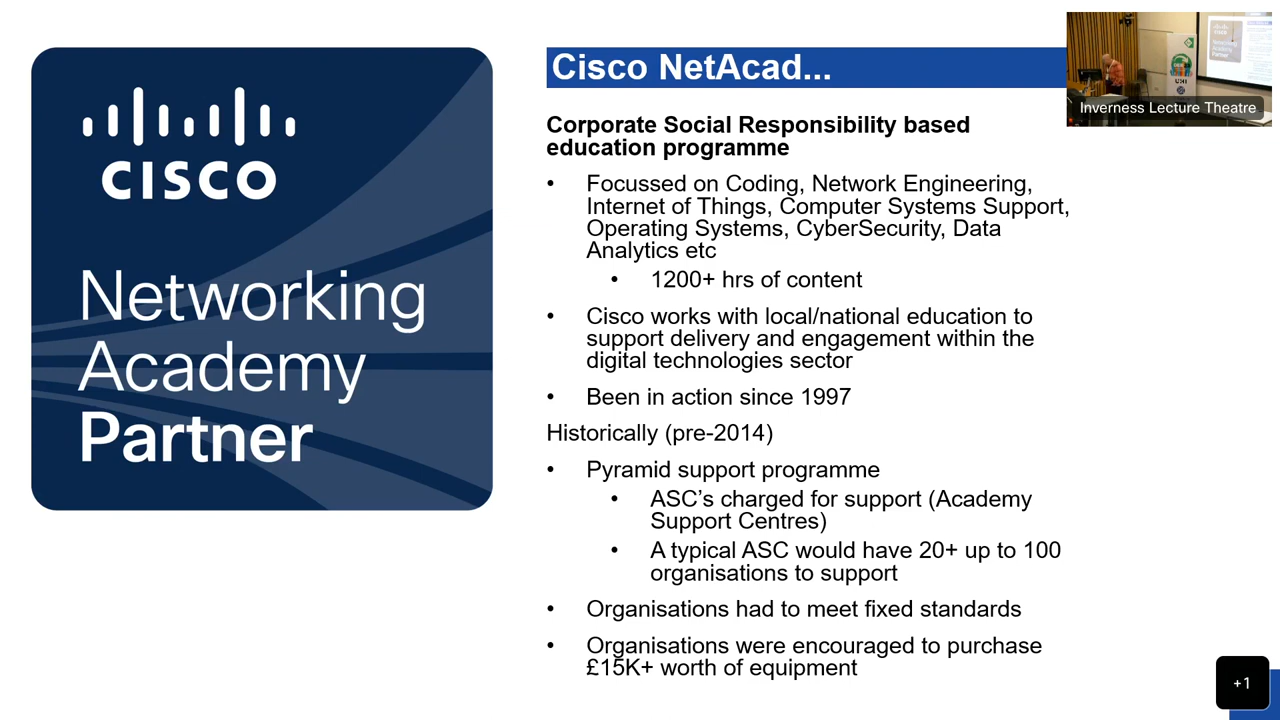 CISCO
Networking
Academy
Partner
Cisco NetAcad...
Corporate Social Responsibility based
education programme
• Focussed on Coding, Network Engineering,
Internet of Things, Computer Systems Support,
Operating Systems, CyberSecurity, Data
Analytics etc
• 1200+ hrs of content
• Cisco works with local/national education to
support delivery and engagement within the
digital technologies sector
• Been in action since 1997
Historically (pre-2014)
• Pyramid support programme
• ASC’s charged for support (Academy
Support Centres)
• A typical ASC would have 20+ up to 100
organisations to support
• Organisations had to meet fixed standards
• Organisations were encouraged to purchase
£15K+ worth of equipment
Inverness Lecture Theatre
+1